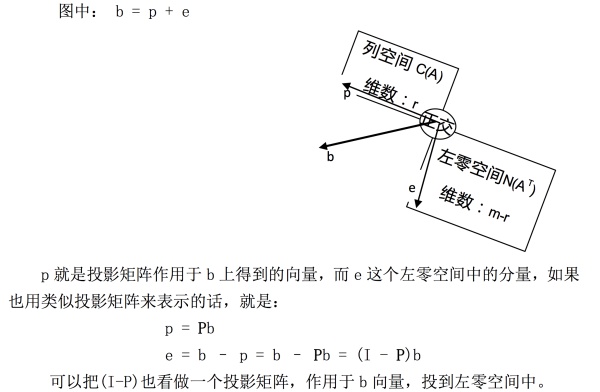 图中： b = p + e
列空间 C(A)
维数：r
正交
p
b
左零空间N(Aᵀ)
维数：m-r
e
p 就是投影矩阵作用于 b 上得到的向量，而 e 这个左零空间中的分量，如果
也用类似投影矩阵来表示的话，就是：
p = Pb
e = b - p = b - Pb = (I - P)b
可以把(I-P)也看做一个投影矩阵，作用于 b 向量，投到左零空间中。